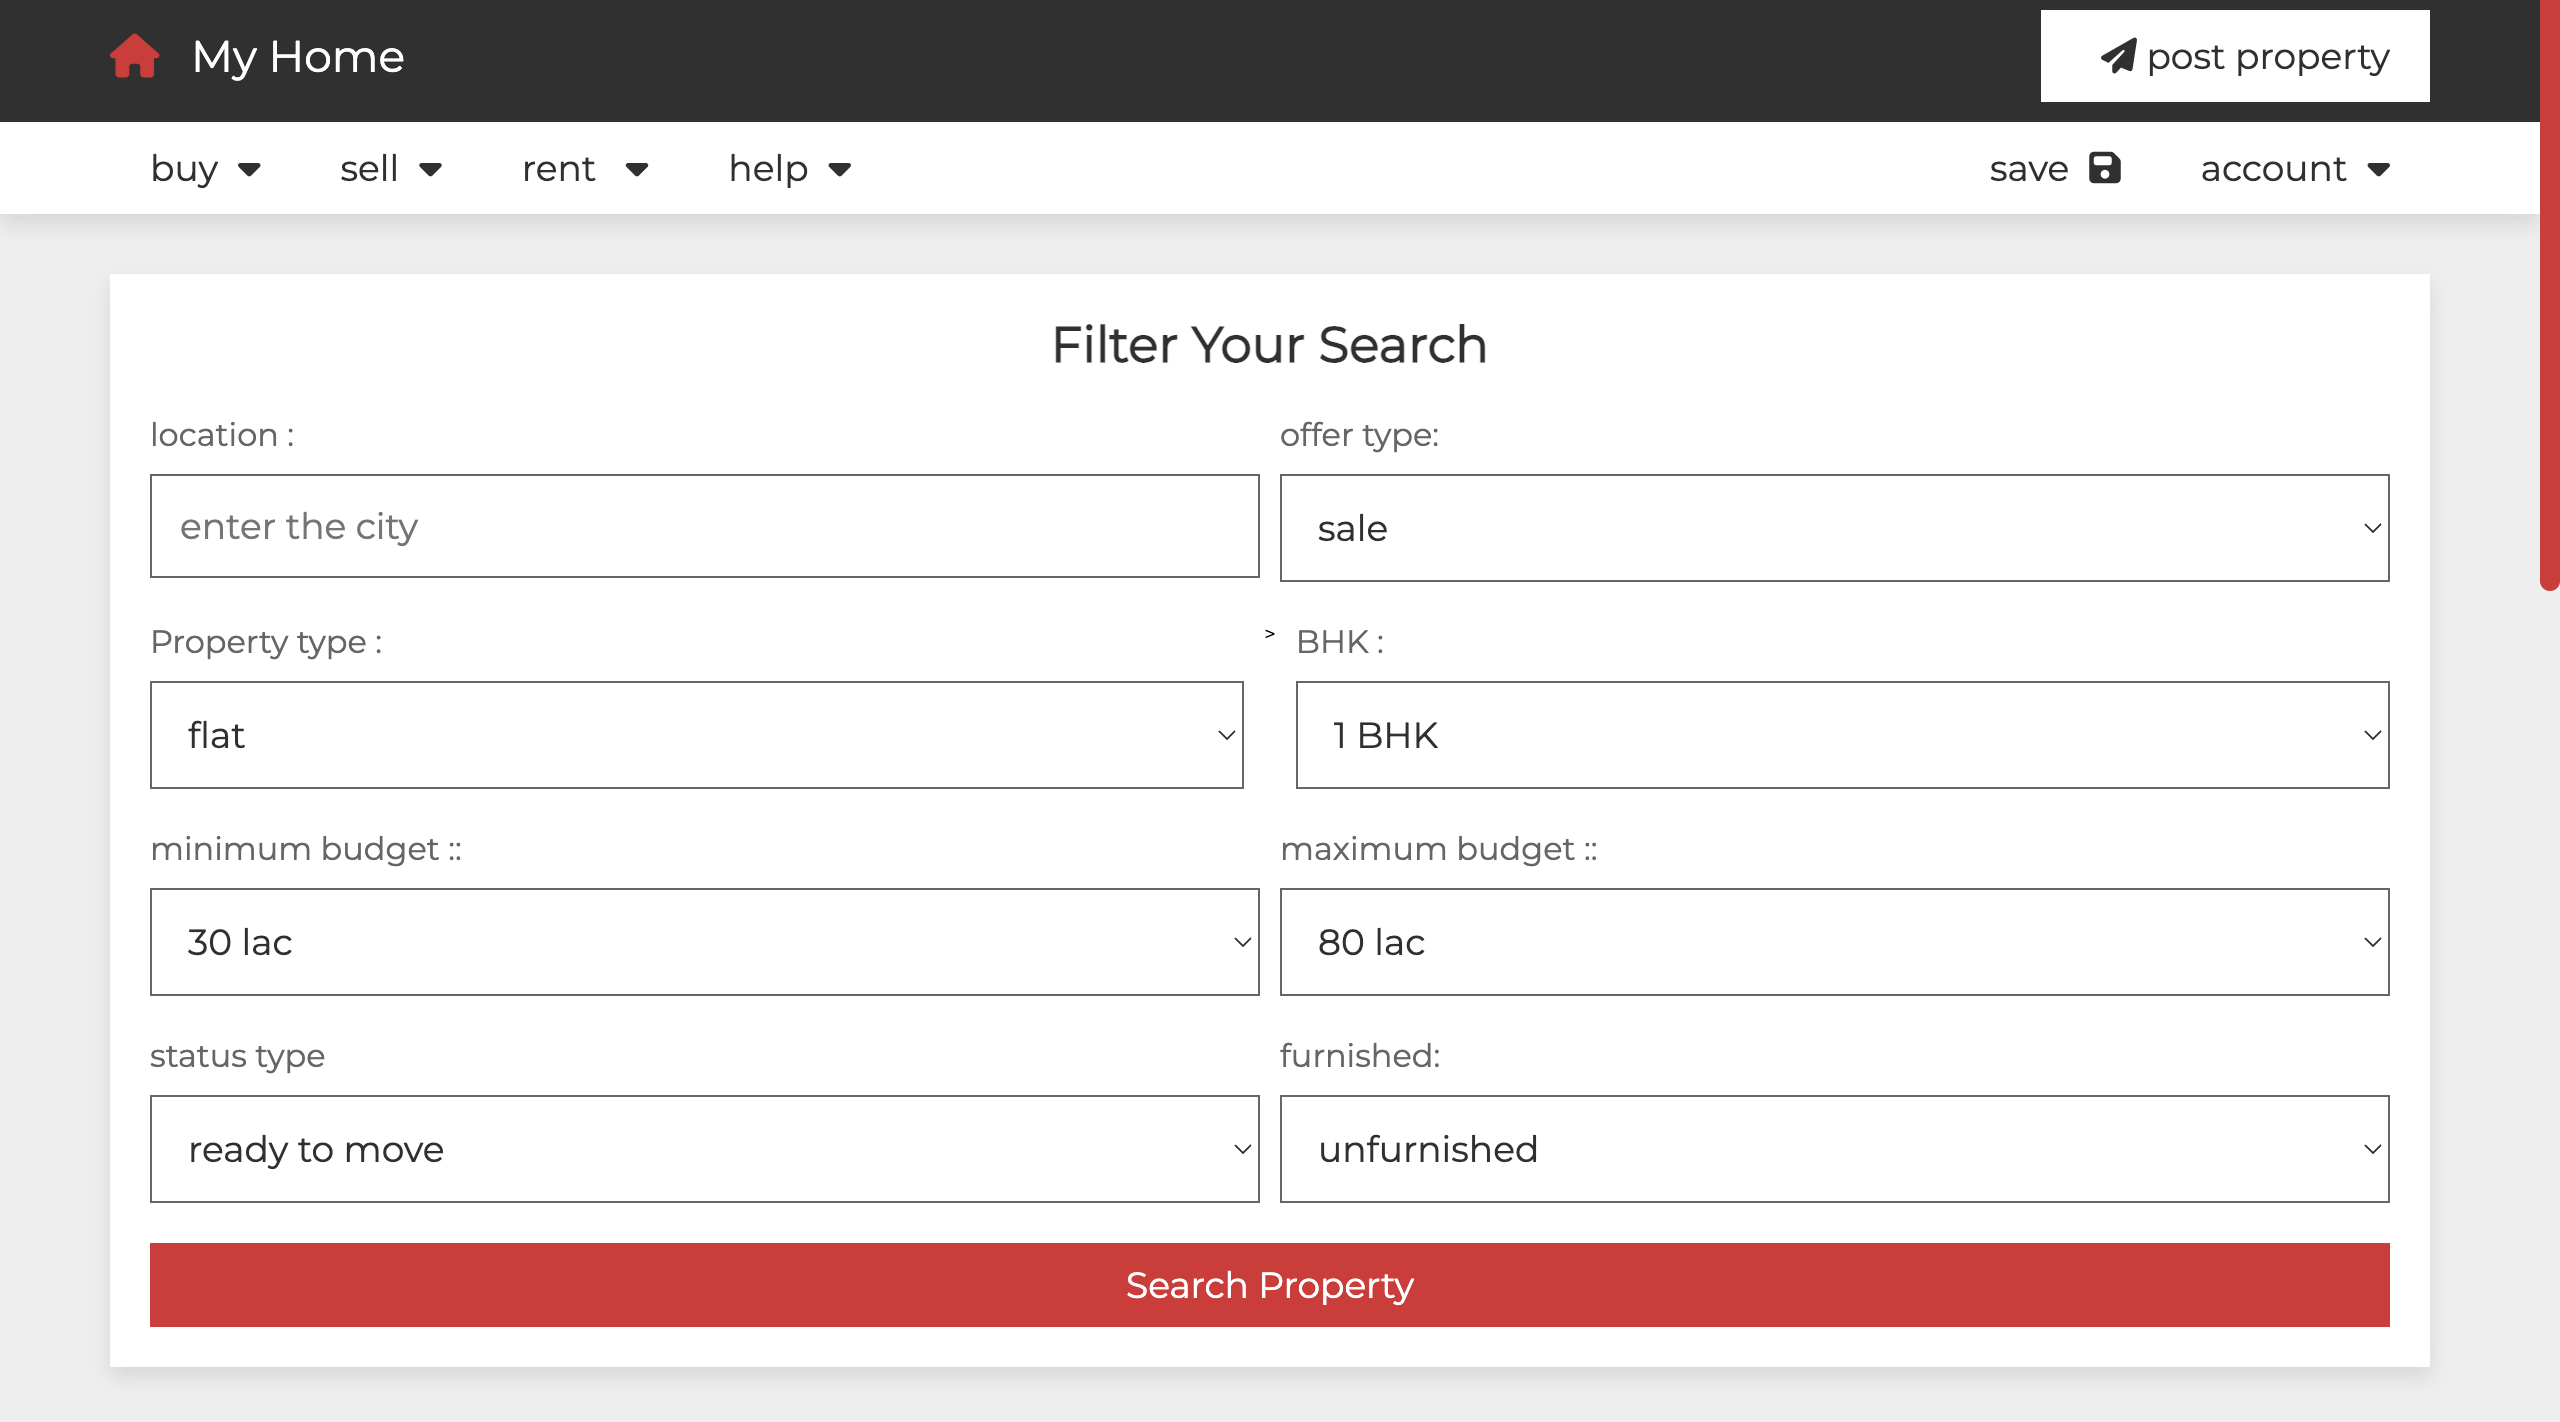 My Home
post property
buy
sell
rent
help
save
account
Filter Your Search
location :
offer type:
enter the city
sale
Property type :
>
BHK :
flat
1 BHK
minimum budget ::
maximum budget ::
30 lac
80 lac
status type
furnished:
ready to move
unfurnished
Search Property